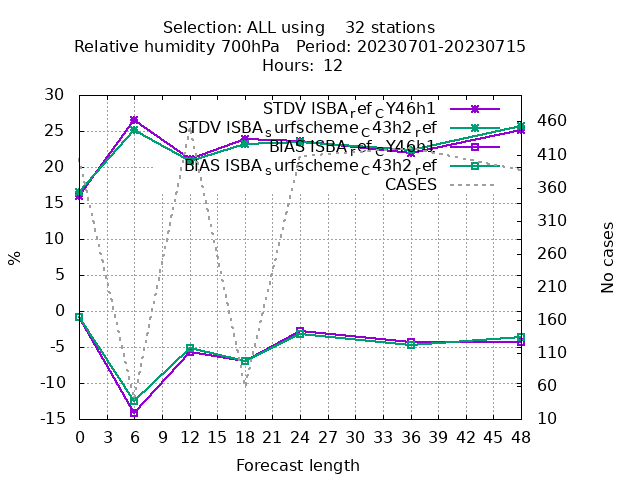 Selection: ALL using    32 stations
Relative humidity 700hPa   Period: 20230701-20230715
Hours: 12
STDV ISBA_ref_CY46h1
STDV ISBA_surfscheme_C43h2_ref
BIAS ISBA_ref_CY46h1
BIAS ISBA_surfscheme_C43h2_ref
CASES
30
25
20
15
10
5
0
-5
-10
-15
%
460
410
360
310
260
210
160
110
60
10
No cases
0 3 6 9 12 15 18 21 24 27 30 33 36 39 42 45 48
Forecast length